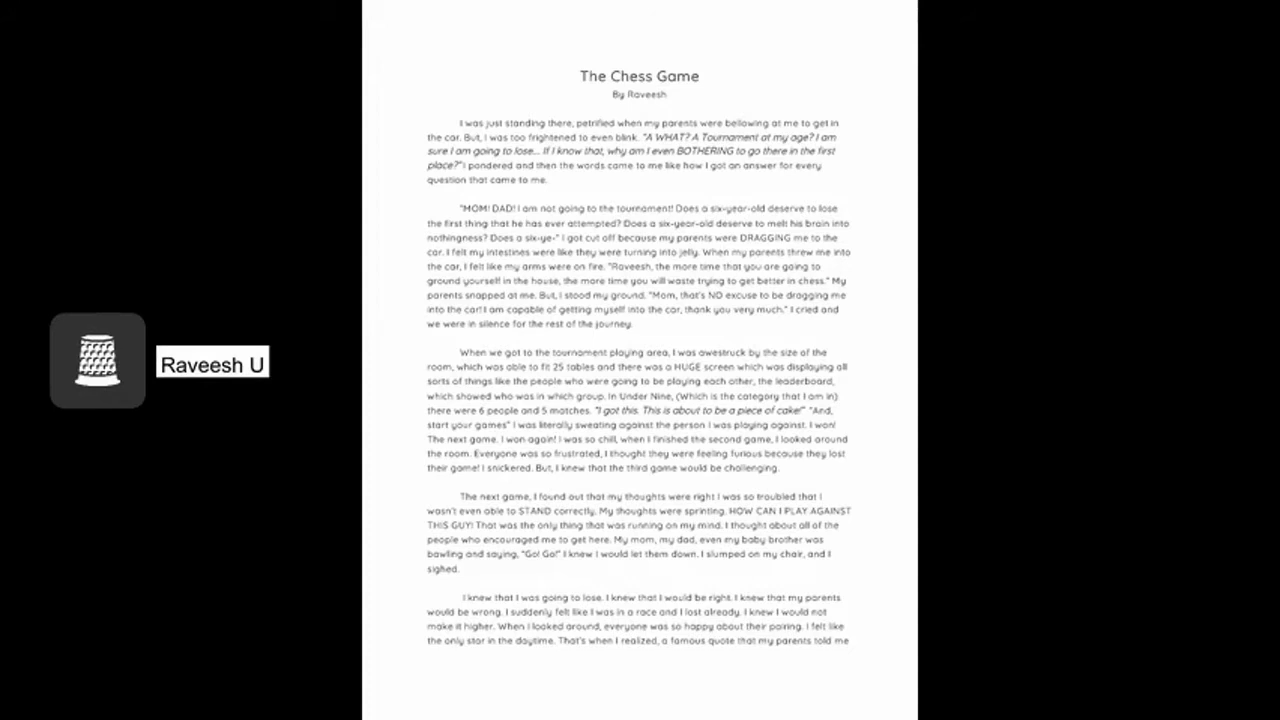 The Chess Game
By Raveesh
I was just standing there, petrified when my parents were bellowing at me to get in
the car. But, I was too frightened to even blink. "A WHAT? A Tournament at my age? I am
sure I am going to lose... If I know that, why am I even BOTHERING to go there in the first
place?" I pondered and then the words came to me like how I got an answer for every
question that came to me.
"MOM! DAD! I am not going to the tournament! Does a six-year-old deserve to lose
the first thing that he has ever attempted? Does a six-year-old deserve to melt his brain into
nothingness? Does a six-ye-" I got cut off because my parents were DRAGGING me to the
car. I felt my intestines were like they were turning into jelly. When my parents threw me into
the car, I felt like my arms were on fire. "Raveesh, the more time that you are going to
ground yourself in the house, the more time you will waste trying to get better in chess." My
parents snapped at me. But, I stood my ground. "Mom, that's NO excuse to be dragging me
into the car! I am capable of getting myself into the car, thank you very much." I cried and
we were in silence for the rest of the journey.
When we got to the tournament playing area, I was awestruck by the size of the
room, which was able to fit 25 tables and there was a HUGE screen which was displaying all
sorts of things like the people who were going to be playing each other, the leaderboard,
which showed who was in which group. In Under Nine, (Which is the category that I am in)
there were 6 people and 5 matches. "I got this. This is about to be a piece of cake!" "And,
start your games" I was literally sweating against the person I was playing against. I won!
The next game. I won again! I was so chill, when I finished the second game, I looked around
the room. Everyone was so frustrated, I thought they were feeling furious because they lost
their game! I snickered. But, I knew that the third game would be challenging.
The next game, I found out that my thoughts were right I was so troubled that I
wasn't even able to STAND correctly. My thoughts were sprinting. HOW CAN I PLAY AGAINST
THIS GUY! That was the only thing that was running on my mind. I thought about all of the
people who encouraged me to get here. My mom, my dad, even my baby brother was
bawling and saying, "Go! Go!" I knew I would let them down. I slumped on my chair, and I
sighed.
I knew that I was going to lose. I knew that I would be right. I knew that my parents
would be wrong. I suddenly felt like I was in a race and I lost already. I knew I would not
make it higher. When I looked around, everyone was so happy about their pairing. I felt like
the only star in the daytime. That's when I realized, a famous quote that my parents told me
Raveesh U